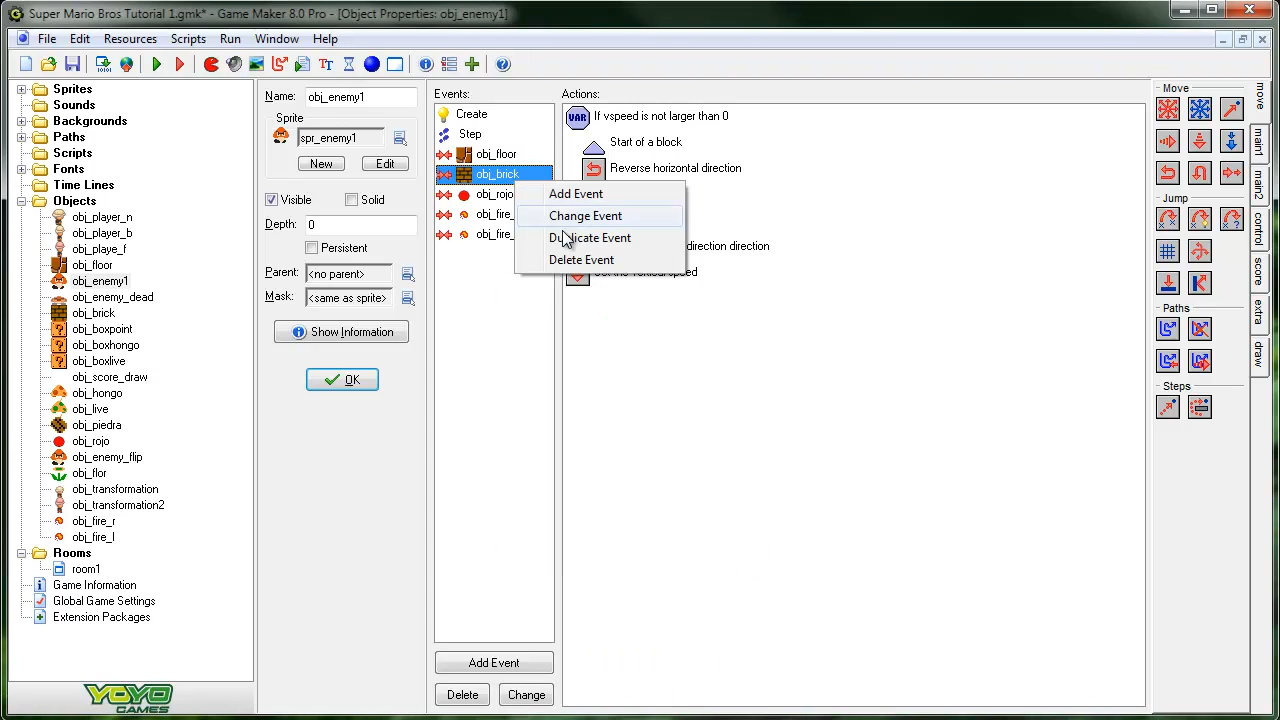 Super Mario Bros Tutorial 1.gmk* - Game Maker 8.0 Pro - [Object Properties: obj_enemy1]
File Edit Resources Scripts Run Window Help
Sprites
Sounds
Backgrounds
Paths
Scripts
Fonts
Time Lines
Objects
obj_player_n
obj_player_b
obj_playe_f
obj_floor
obj_enemy1
obj_enemy_dead
obj_brick
obj_boxpoint
obj_boxhongo
obj_boxlive
obj_score_draw
obj_hongo
obj_live
obj_piedra
obj_rojo
obj_enemy_flip
obj_flor
obj_transformation
obj_transformation2
obj_fire_r
obj_fire_l
Rooms
room1
Game Information
Global Game Settings
Extension Packages
YOYO
GAMES
Name: obj_enemy1
Sprite
spr_enemy1
New Edit
Visible Solid
Depth: 0
Persistent
Parent: <no parent>
Mask: <same as sprite>
Show Information
OK
Events:
Create
Step
obj_floor
obj_brick
obj_rojo
obj_fire_
obj_fire_
Add Event
Change Event
Duplicate Event
Delete Event
Add Event
Delete Change
Actions:
VAR If vspeed is not larger than 0
Start of a block
Reverse horizontal direction
direction direction
Move
Jump
Paths
Steps
move
main1
main2
control
score
extra
draw